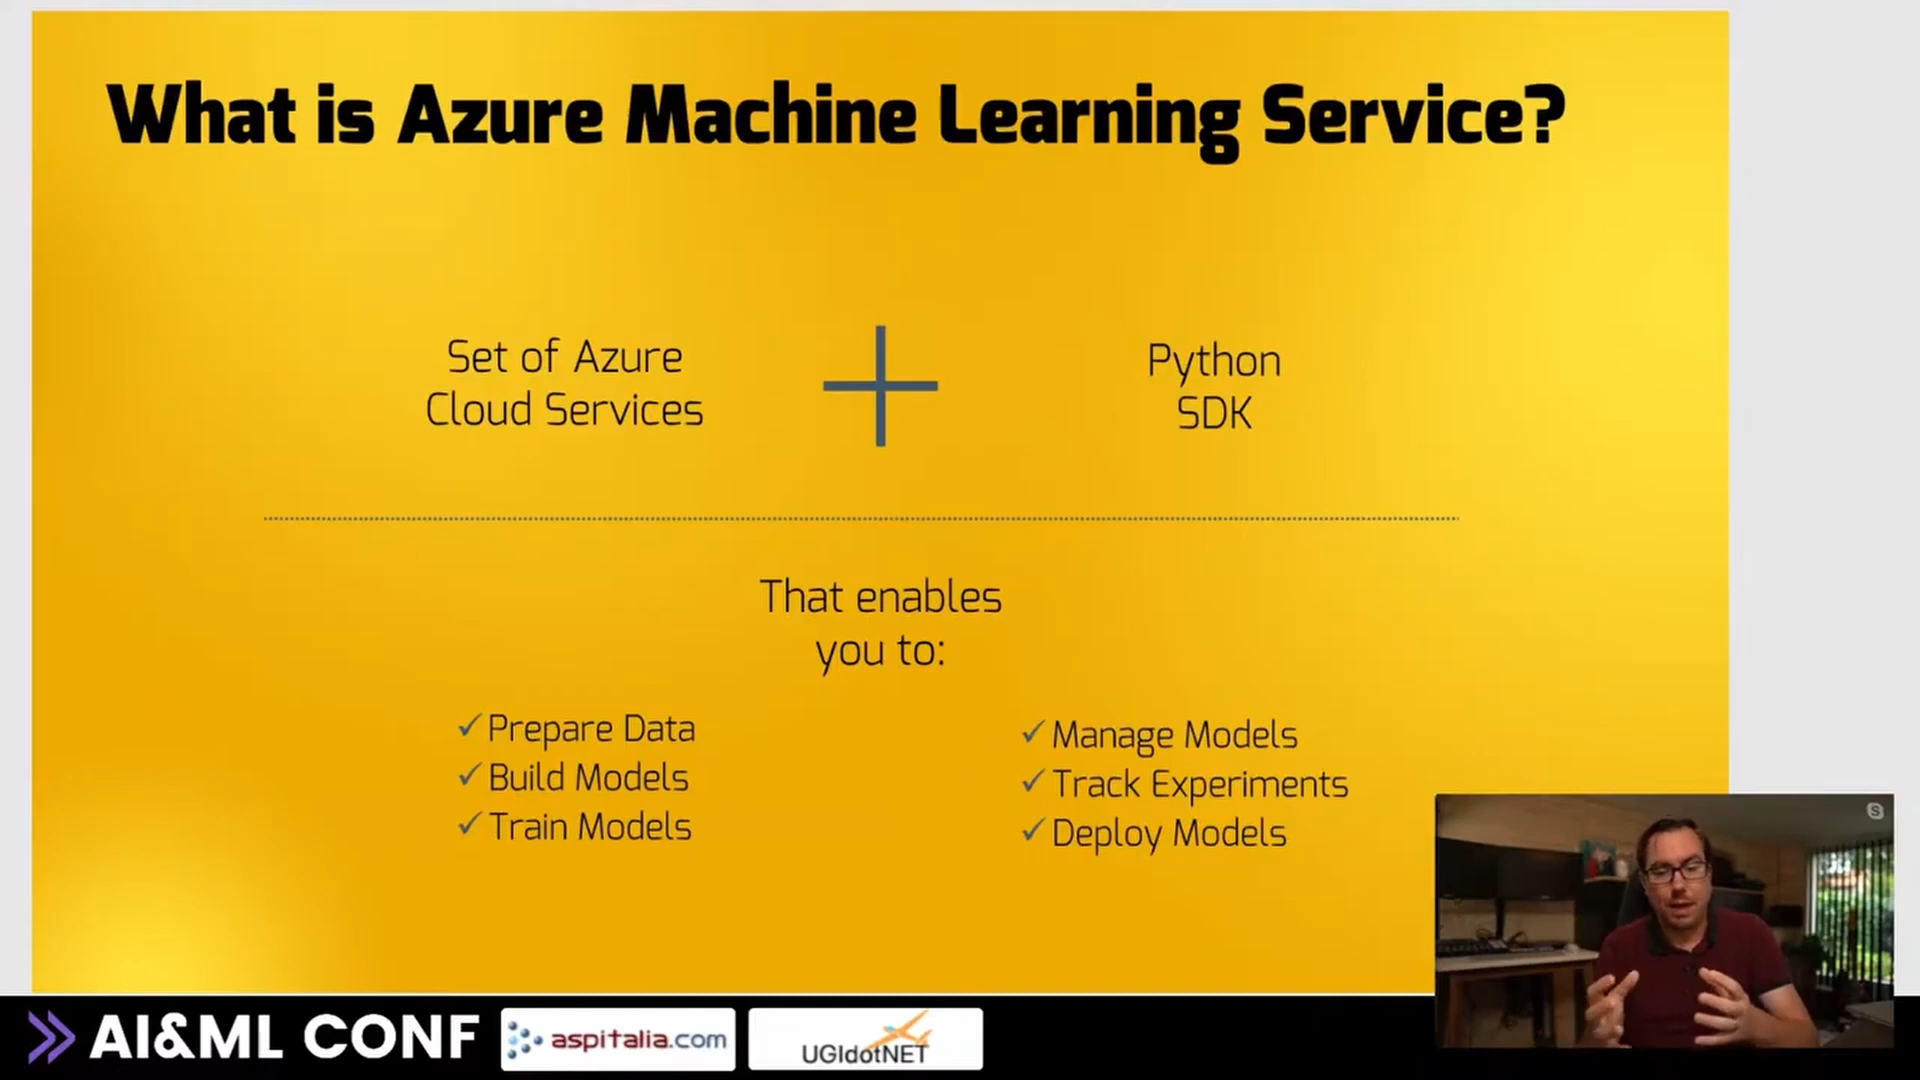 What is Azure Machine Learning Service?
Set of Azure
Cloud Services
Python
SDK
That enables
you to:
✓ Prepare Data
✓ Build Models
✓ Train Models
✓ Manage Models
✓ Track Experiments
✓ Deploy Models
AI&ML CONF
aspitalia.com
UGIdotNET